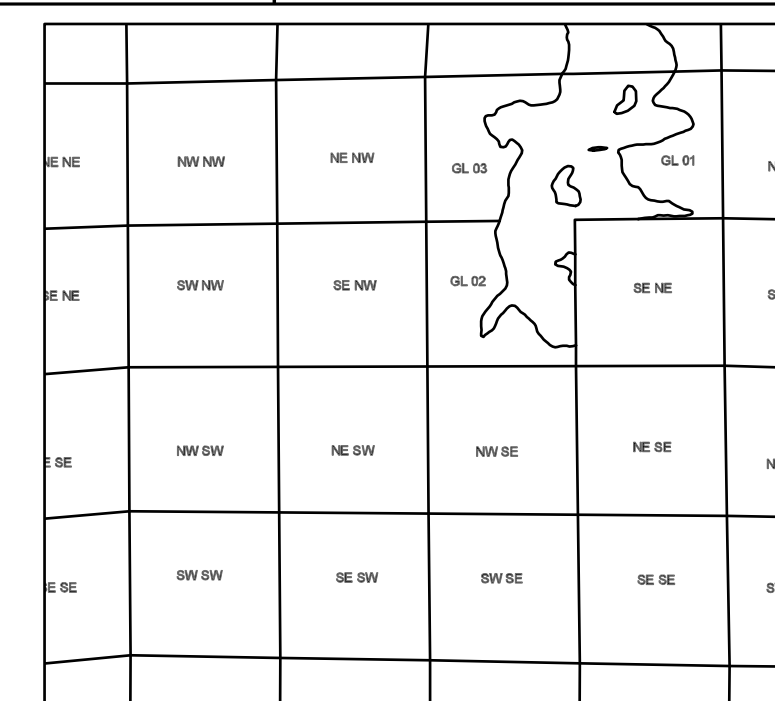 NE NE
NW NW
NE NW
GL 03
GL 01
N
SE NE
SW NW
SE NW
GL 02
SE NE
S
E SE
NW SW
NE SW
NW SE
NE SE
N
SE SE
SW SW
SE SW
SW SE
SE SE
S